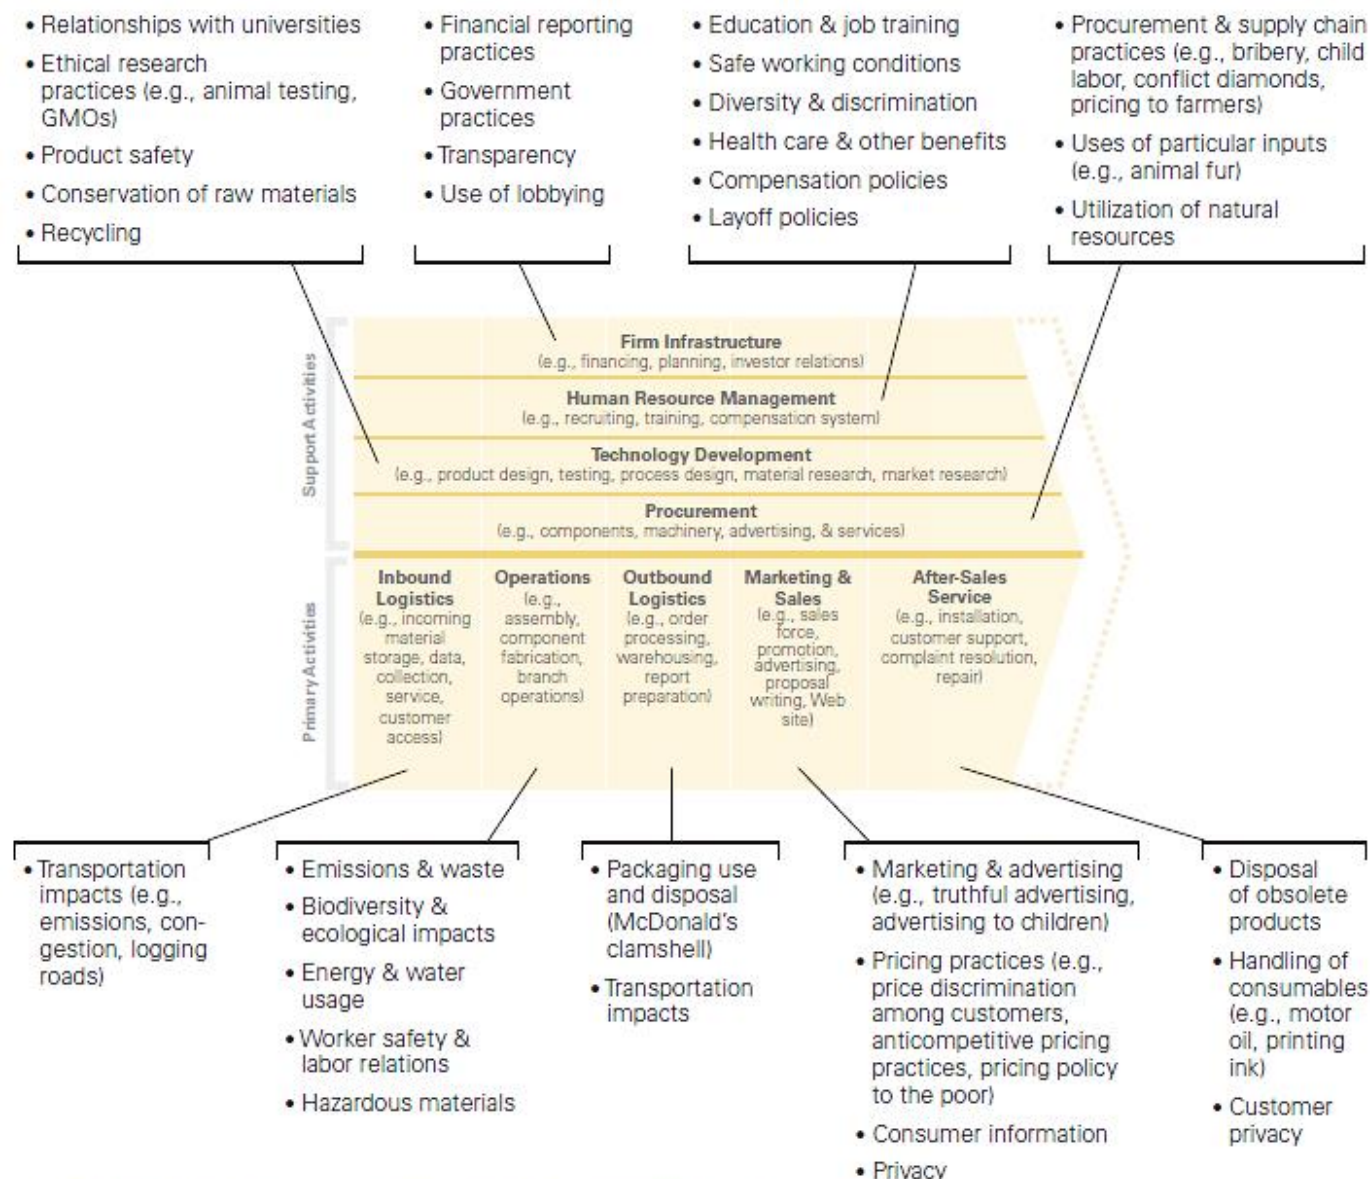 • Relationships with universities
• Ethical research
practices (e.g., animal testing,
GMOs)
• Product safety
• Conservation of raw materials
• Recycling
• Financial reporting
practices
• Government
practices
• Transparency
• Use of lobbying
• Education & job training
• Safe working conditions
• Diversity & discrimination
• Health care & other benefits
• Compensation policies
• Layoff policies
• Procurement & supply chain
practices (e.g., bribery, child
labor, conflict diamonds,
pricing to farmers)
• Uses of particular inputs
(e.g., animal fur)
• Utilization of natural
resources
Support Activities
Firm Infrastructure
(e.g., financing, planning, investor relations)
Human Resource Management
(e.g., recruiting, training, compensation system)
Technology Development
(e.g., product design, testing, process design, material research, market research)
Procurement
(e.g., components, machinery, advertising, & services)
Primary Activities
Inbound
Logistics
(e.g., incoming
material
storage, data,
collection,
service,
customer
access)
Operations
(e.g.,
assembly,
component
fabrication,
branch
operations)
Outbound
Logistics
(e.g., order
processing,
warehousing,
report
preparation)
Marketing &
Sales
(e.g., sales
force,
promotion,
advertising,
proposal
writing, Web
site)
After-Sales
Service
(e.g., installation,
customer support,
complaint resolution,
repair)
• Transportation
impacts (e.g.,
emissions, con-
gestion, logging
roads)
• Emissions & waste
• Biodiversity &
ecological impacts
• Energy & water
usage
• Worker safety &
labor relations
• Hazardous materials
• Packaging use
and disposal
(McDonald's
clamshell)
• Transportation
impacts
• Marketing & advertising
(e.g., truthful advertising,
advertising to children)
• Pricing practices (e.g.,
price discrimination
among customers,
anticompetitive pricing
practices, pricing policy
to the poor)
• Consumer information
• Privacy
• Disposal
of obsolete
products
• Handling of
consumables
(e.g., motor
oil, printing
ink)
• Customer
privacy